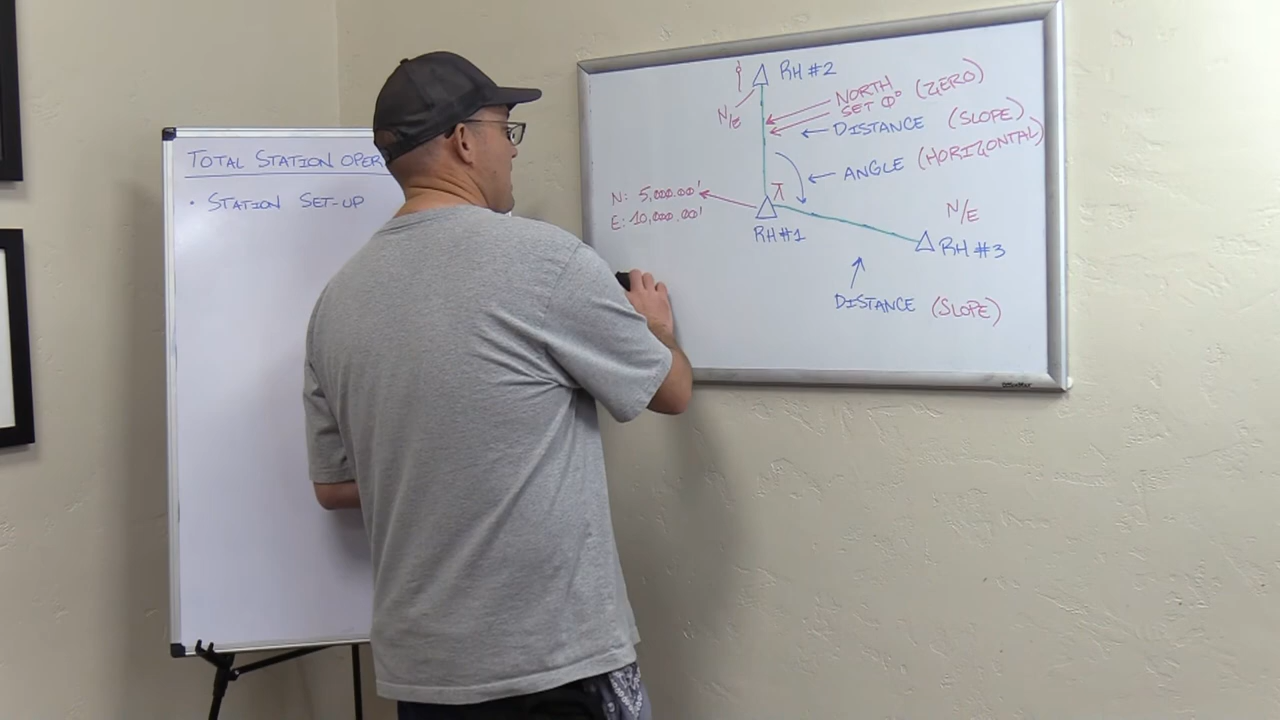 TOTAL STATION OPER
• STATION SET-UP
RH #2
N/E
NORTH
SET 0° (ZERO)
DISTANCE (SLOPE)
ANGLE (HORIZONTAL)
N: 5,000.00'
E: 10,000.00'
RH #1
N/E
RH #3
DISTANCE (SLOPE)